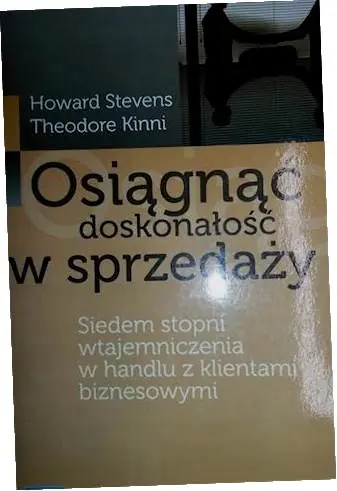 Howard Stevens
Theodore Kinni
Osiągnąć
doskonałość
w sprzedaży
Siedem stopni
wtajemniczenia
w handlu z klientami
biznesowymi